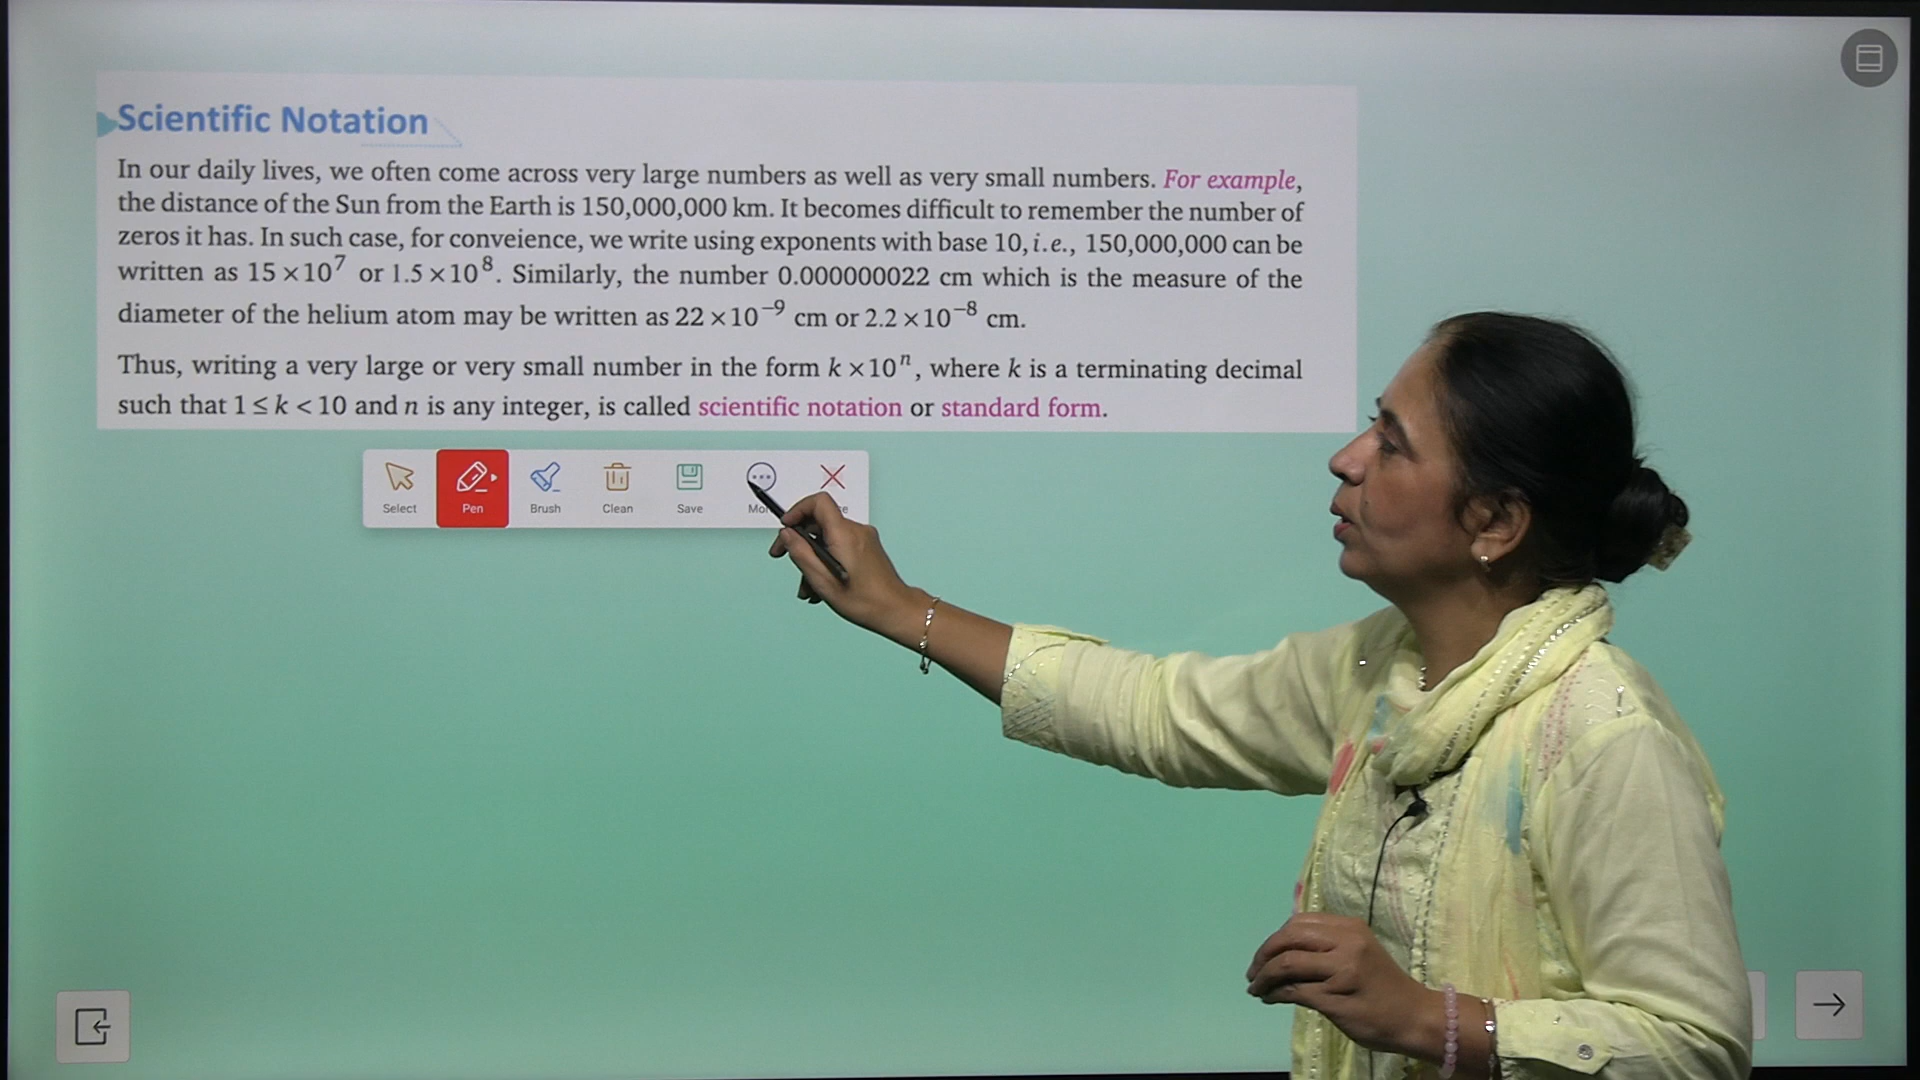 Scientific Notation
In our daily lives, we often come across very large numbers as well as very small numbers. For example,
the distance of the Sun from the Earth is 150,000,000 km. It becomes difficult to remember the number of
zeros it has. In such case, for conveience, we write using exponents with base 10, i.e., 150,000,000 can be
written as 15 × 10⁷ or 1.5 × 10⁸. Similarly, the number 0.000000022 cm which is the measure of the
diameter of the helium atom may be written as 22 × 10⁻⁹ cm or 2.2 × 10⁻⁸ cm.
Thus, writing a very large or very small number in the form k × 10ⁿ, where k is a terminating decimal
such that 1 ≤ k < 10 and n is any integer, is called scientific notation or standard form.
Select Pen Brush Clean Save